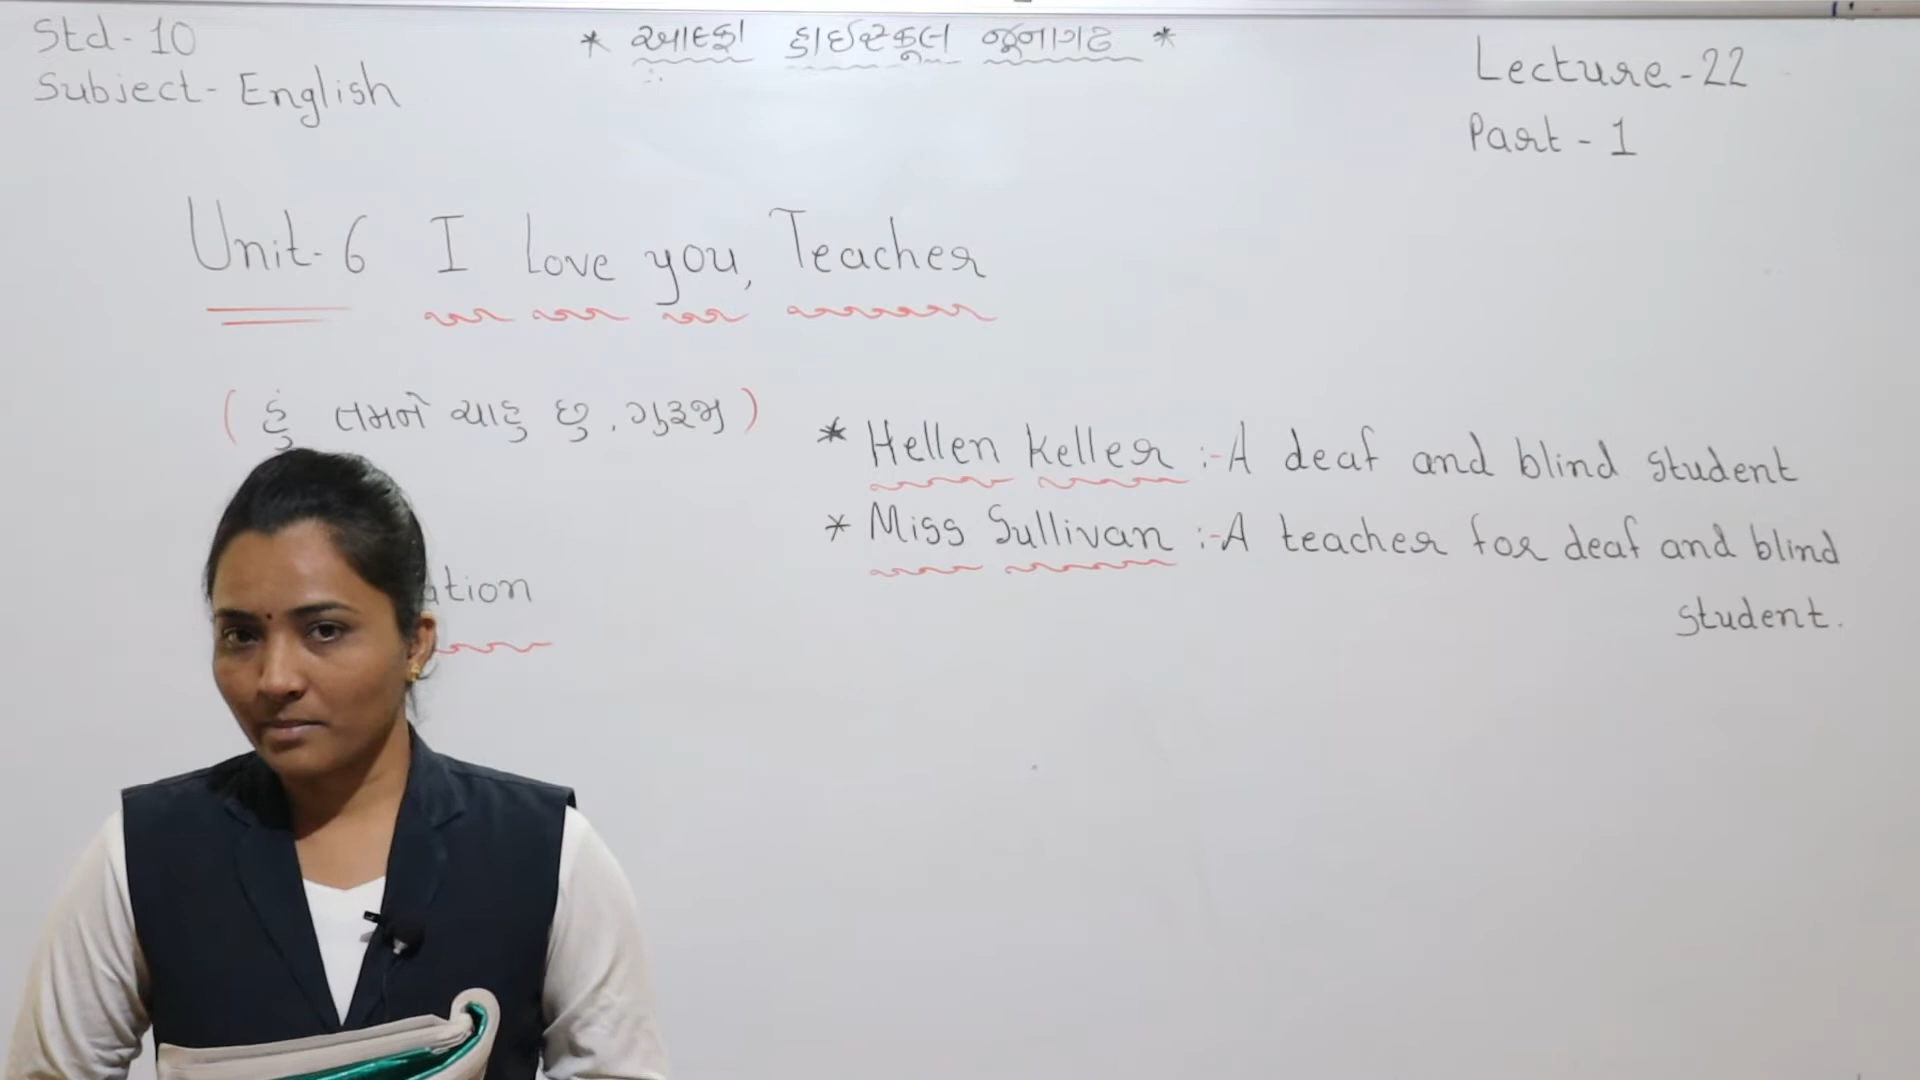 Std - 10
Subject - English
* આલ્ફા હાઈસ્કૂલ જૂનાગઢ *
Lecture - 22
Part - 1
Unit - 6 I Love you, Teacher
( હું તમને ચાહુ છુ, ગુરૂજી )
* Hellen Keller :- A deaf and blind student
* Miss Sullivan :- A teacher for deaf and blind
student.
ation